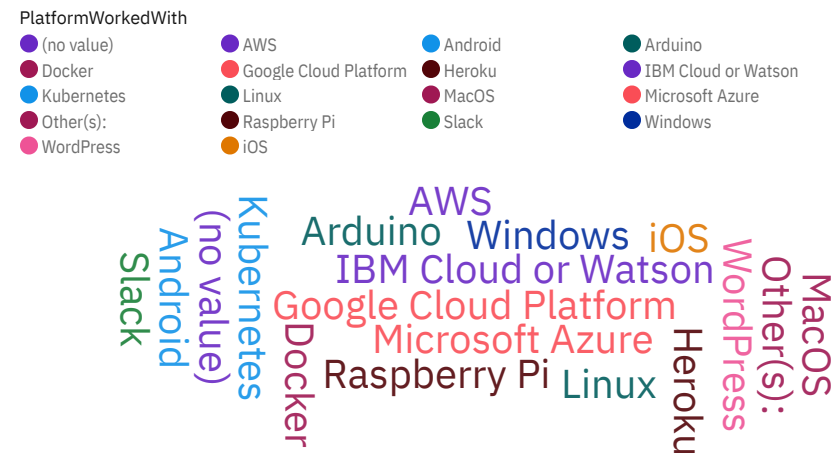 PlatformWorkedWith
(no value) AWS Android Arduino
Docker Google Cloud Platform Heroku IBM Cloud or Watson
Kubernetes Linux MacOS Microsoft Azure
Other(s): Raspberry Pi Slack Windows
WordPress iOS
Slack
Android
(no value)
Kubernetes
AWS
Arduino Windows iOS
IBM Cloud or Watson
Google Cloud Platform
Microsoft Azure
Docker
Raspberry Pi Linux
Heroku
WordPress
Other(s):
MacOS